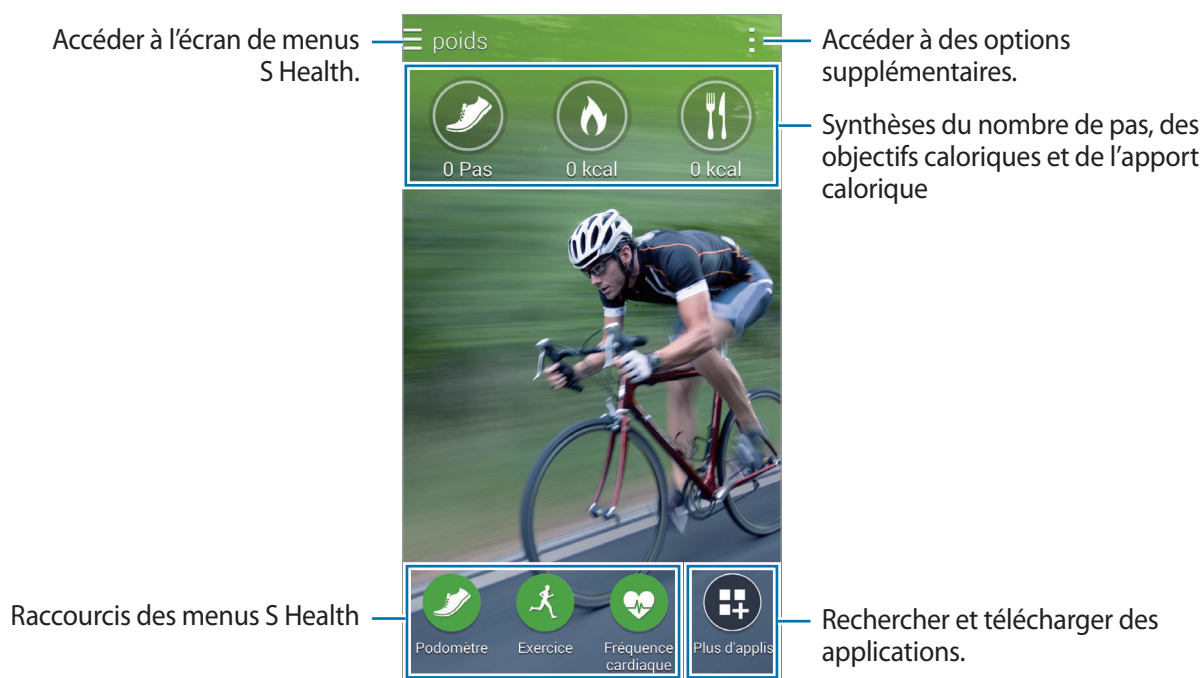 Accéder à l’écran de menus
S Health.
poids
Accéder à des options
supplémentaires.
0 Pas
0 kcal
0 kcal
Synthèses du nombre de pas, des
objectifs caloriques et de l’apport
calorique
Raccourcis des menus S Health
Podomètre
Exercice
Fréquence
cardiaque
Plus d'applis
Rechercher et télécharger des
applications.